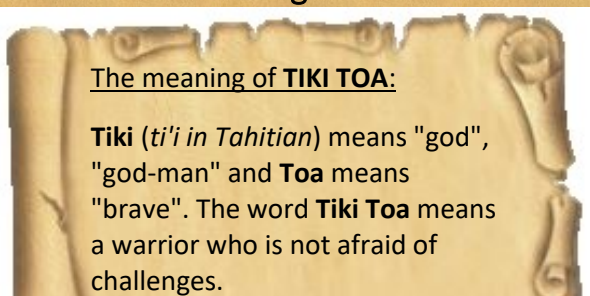 The meaning of TIKI TOA:
Tiki (ti'i in Tahitian) means "god",
"god-man" and Toa means
"brave". The word Tiki Toa means
a warrior who is not afraid of
challenges.